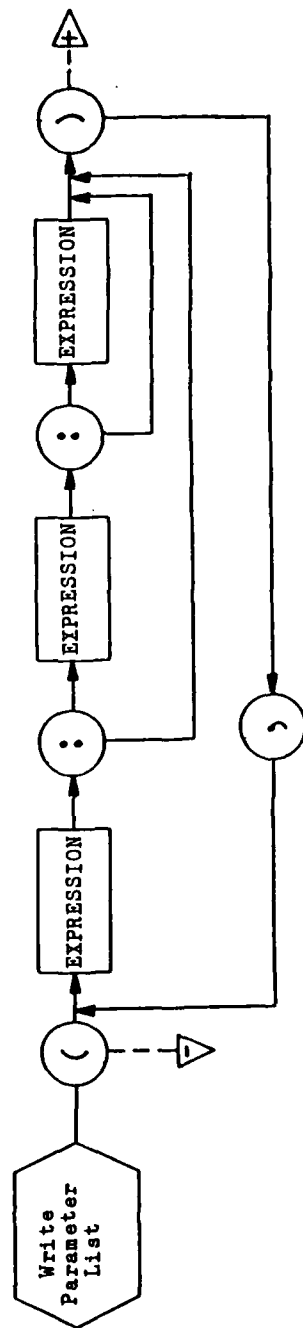 Write
Parameter
List
(
-
EXPRESSION
:
EXPRESSION
:
EXPRESSION
)
+
,